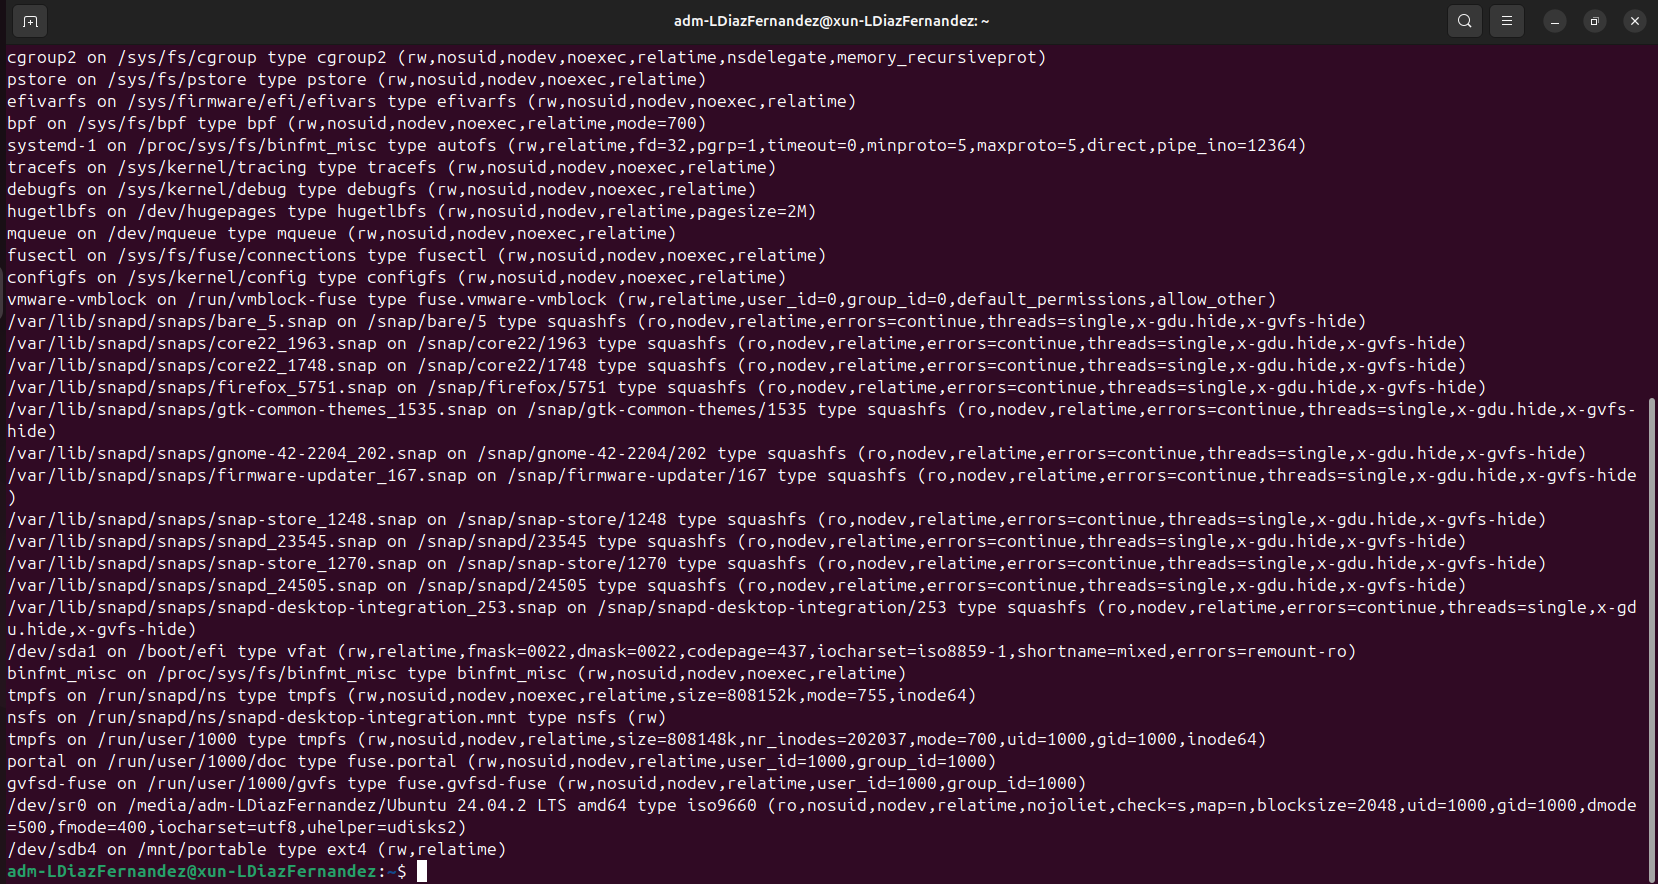 adm-LDiazFernandez@xun-LDiazFernandez: ~
cgroup2 on /sys/fs/cgroup type cgroup2 (rw,nosuid,nodev,noexec,relatime,nsdelegate,memory_recursiveprot)
pstore on /sys/fs/pstore type pstore (rw,nosuid,nodev,noexec,relatime)
efivarfs on /sys/firmware/efi/efivars type efivarfs (rw,nosuid,nodev,noexec,relatime)
bpf on /sys/fs/bpf type bpf (rw,nosuid,nodev,noexec,relatime,mode=700)
systemd-1 on /proc/sys/fs/binfmt_misc type autofs (rw,relatime,fd=32,pgrp=1,timeout=0,minproto=5,maxproto=5,direct,pipe_ino=12364)
tracefs on /sys/kernel/tracing type tracefs (rw,nosuid,nodev,noexec,relatime)
debugfs on /sys/kernel/debug type debugfs (rw,nosuid,nodev,noexec,relatime)
hugetlbfs on /dev/hugepages type hugetlbfs (rw,nosuid,nodev,relatime,pagesize=2M)
mqueue on /dev/mqueue type mqueue (rw,nosuid,nodev,noexec,relatime)
fusectl on /sys/fs/fuse/connections type fusectl (rw,nosuid,nodev,noexec,relatime)
configfs on /sys/kernel/config type configfs (rw,nosuid,nodev,noexec,relatime)
vmware-vmblock on /run/vmblock-fuse type fuse.vmware-vmblock (rw,relatime,user_id=0,group_id=0,default_permissions,allow_other)
/var/lib/snapd/snaps/bare_5.snap on /snap/bare/5 type squashfs (ro,nodev,relatime,errors=continue,threads=single,x-gdu.hide,x-gvfs-hide)
/var/lib/snapd/snaps/core22_1963.snap on /snap/core22/1963 type squashfs (ro,nodev,relatime,errors=continue,threads=single,x-gdu.hide,x-gvfs-hide)
/var/lib/snapd/snaps/core22_1748.snap on /snap/core22/1748 type squashfs (ro,nodev,relatime,errors=continue,threads=single,x-gdu.hide,x-gvfs-hide)
/var/lib/snapd/snaps/firefox_5751.snap on /snap/firefox/5751 type squashfs (ro,nodev,relatime,errors=continue,threads=single,x-gdu.hide,x-gvfs-hide)
/var/lib/snapd/snaps/gtk-common-themes_1535.snap on /snap/gtk-common-themes/1535 type squashfs (ro,nodev,relatime,errors=continue,threads=single,x-gdu.hide,x-gvfs-
hide)
/var/lib/snapd/snaps/gnome-42-2204_202.snap on /snap/gnome-42-2204/202 type squashfs (ro,nodev,relatime,errors=continue,threads=single,x-gdu.hide,x-gvfs-hide)
/var/lib/snapd/snaps/firmware-updater_167.snap on /snap/firmware-updater/167 type squashfs (ro,nodev,relatime,errors=continue,threads=single,x-gdu.hide,x-gvfs-hide
)
/var/lib/snapd/snaps/snap-store_1248.snap on /snap/snap-store/1248 type squashfs (ro,nodev,relatime,errors=continue,threads=single,x-gdu.hide,x-gvfs-hide)
/var/lib/snapd/snaps/snapd_23545.snap on /snap/snapd/23545 type squashfs (ro,nodev,relatime,errors=continue,threads=single,x-gdu.hide,x-gvfs-hide)
/var/lib/snapd/snaps/snap-store_1270.snap on /snap/snap-store/1270 type squashfs (ro,nodev,relatime,errors=continue,threads=single,x-gdu.hide,x-gvfs-hide)
/var/lib/snapd/snaps/snapd_24505.snap on /snap/snapd/24505 type squashfs (ro,nodev,relatime,errors=continue,threads=single,x-gdu.hide,x-gvfs-hide)
/var/lib/snapd/snaps/snapd-desktop-integration_253.snap on /snap/snapd-desktop-integration/253 type squashfs (ro,nodev,relatime,errors=continue,threads=single,x-gd
u.hide,x-gvfs-hide)
/dev/sda1 on /boot/efi type vfat (rw,relatime,fmask=0022,dmask=0022,codepage=437,iocharset=iso8859-1,shortname=mixed,errors=remount-ro)
binfmt_misc on /proc/sys/fs/binfmt_misc type binfmt_misc (rw,nosuid,nodev,noexec,relatime)
tmpfs on /run/snapd/ns type tmpfs (rw,nosuid,nodev,noexec,relatime,size=808152k,mode=755,inode64)
nsfs on /run/snapd/ns/snapd-desktop-integration.mnt type nsfs (rw)
tmpfs on /run/user/1000 type tmpfs (rw,nosuid,nodev,relatime,size=808148k,nr_inodes=202037,mode=700,uid=1000,gid=1000,inode64)
portal on /run/user/1000/doc type fuse.portal (rw,nosuid,nodev,relatime,user_id=1000,group_id=1000)
gvfsd-fuse on /run/user/1000/gvfs type fuse.gvfsd-fuse (rw,nosuid,nodev,relatime,user_id=1000,group_id=1000)
/dev/sr0 on /media/adm-LDiazFernandez/Ubuntu 24.04.2 LTS amd64 type iso9660 (ro,nosuid,nodev,relatime,nojoliet,check=s,map=n,blocksize=2048,uid=1000,gid=1000,dmode
=500,fmode=400,iocharset=utf8,uhelper=udisks2)
/dev/sdb4 on /mnt/portable type ext4 (rw,relatime)
adm-LDiazFernandez@xun-LDiazFernandez:~$